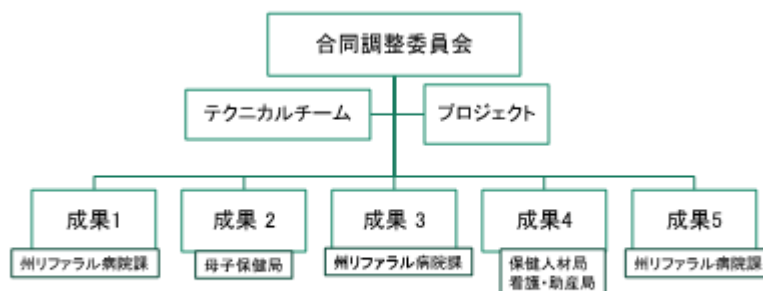 合同調整委員会
テクニカルチーム
プロジェクト
成果1
成果 2
成果 3
成果4
成果5
州リファラル病院課
母子保健局
州リファラル病院課
保健人材局
看護・助産局
州リファラル病院課